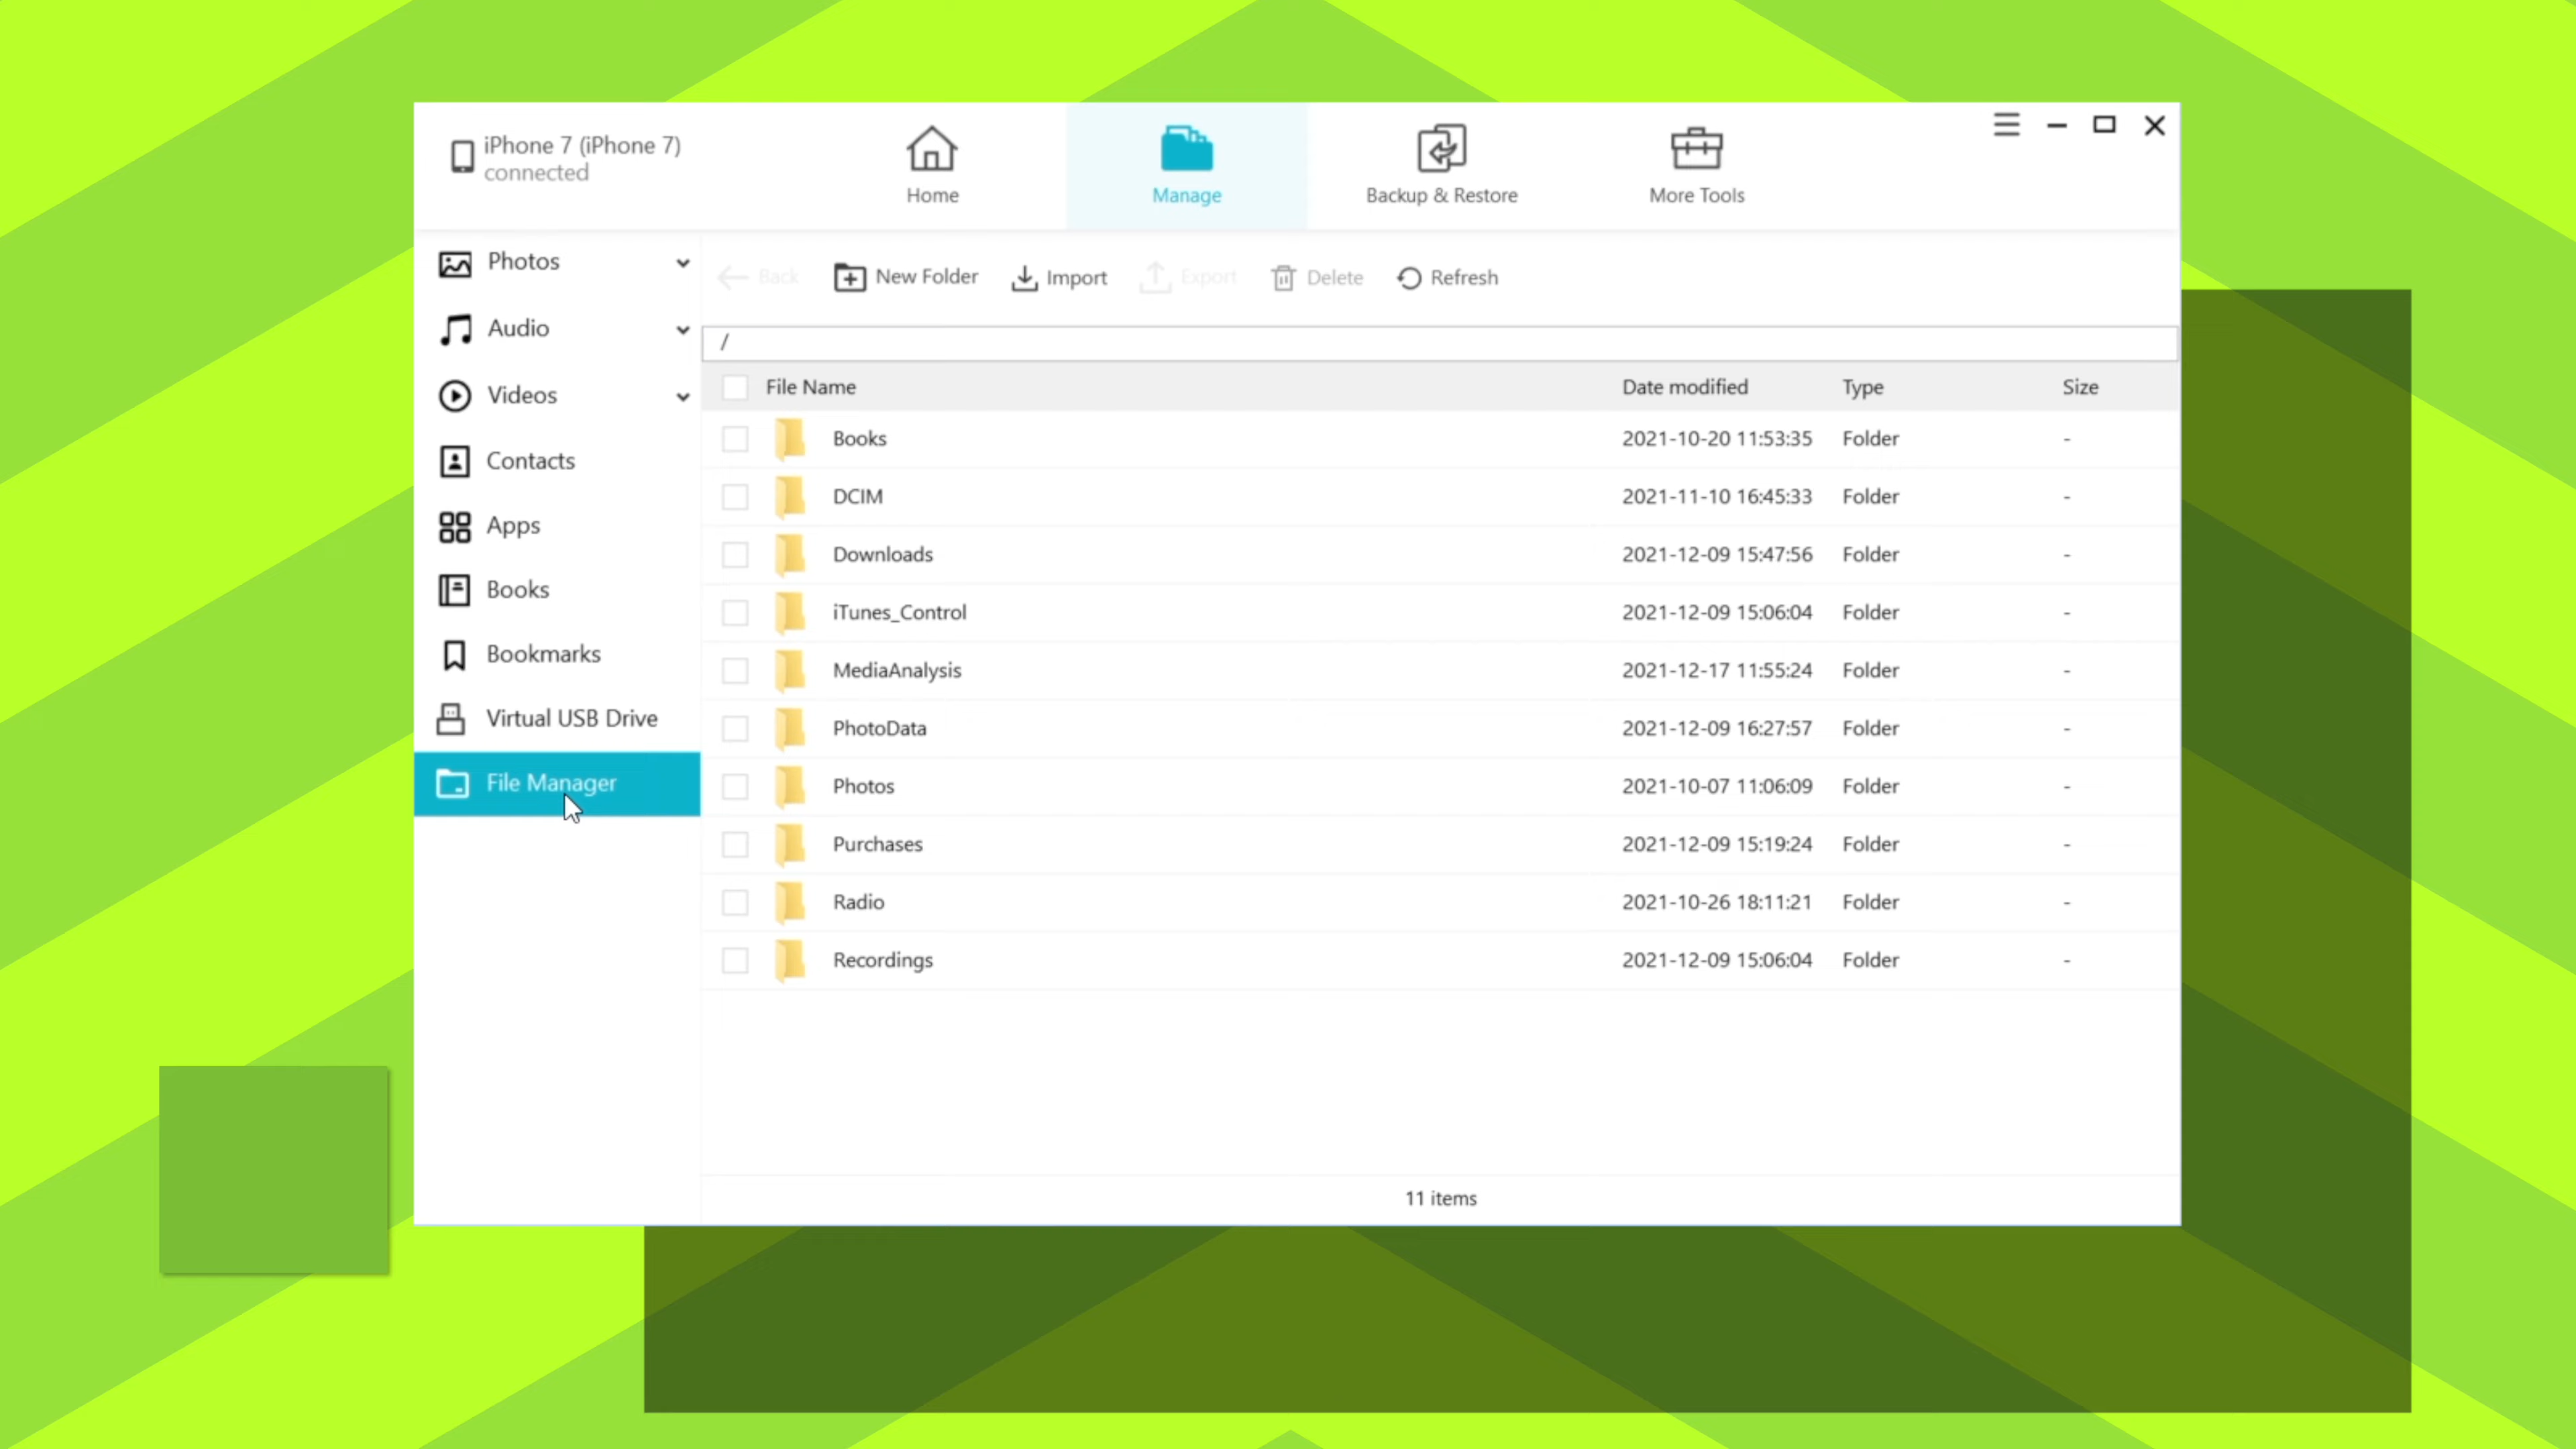 iPhone 7 (iPhone 7)
connected
Home
Manage
Backup & Restore
More Tools
Photos
Audio
Videos
Contacts
Apps
Books
Bookmarks
Virtual USB Drive
File Manager
Back
New Folder
Import
Export
Delete
Refresh
/
File Name Date modified Type Size
Books 2021-10-20 11:53:35 Folder -
DCIM 2021-11-10 16:45:33 Folder -
Downloads 2021-12-09 15:47:56 Folder -
iTunes_Control 2021-12-09 15:06:04 Folder -
MediaAnalysis 2021-12-17 11:55:24 Folder -
PhotoData 2021-12-09 16:27:57 Folder -
Photos 2021-10-07 11:06:09 Folder -
Purchases 2021-12-09 15:19:24 Folder -
Radio 2021-10-26 18:11:21 Folder -
Recordings 2021-12-09 15:06:04 Folder -
11 items